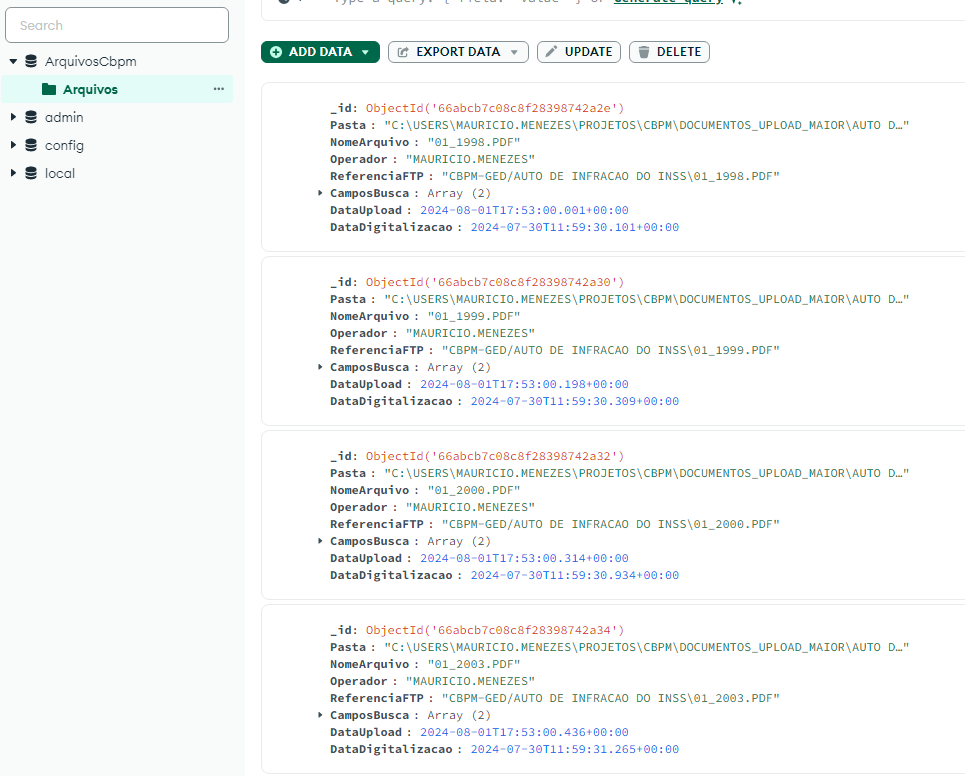 Search
ArquivosCbpm
Arquivos ···
admin
config
local
Type a query: { field: 'value' } or Generate query
ADD DATA
EXPORT DATA
UPDATE
DELETE
_id: ObjectId('66abcb7c08c8f28398742a2e')
Pasta : "C:\USERS\MAURICIO.MENEZES\PROJETOS\CBPM\DOCUMENTOS_UPLOAD_MAIOR\AUTO D…"
NomeArquivo : "01_1998.PDF"
Operador : "MAURICIO.MENEZES"
ReferenciaFTP : "CBPM-GED/AUTO DE INFRACAO DO INSS\01_1998.PDF"
CamposBusca : Array (2)
DataUpload : 2024-08-01T17:53:00.001+00:00
DataDigitalizacao : 2024-07-30T11:59:30.101+00:00
_id: ObjectId('66abcb7c08c8f28398742a30')
Pasta : "C:\USERS\MAURICIO.MENEZES\PROJETOS\CBPM\DOCUMENTOS_UPLOAD_MAIOR\AUTO D…"
NomeArquivo : "01_1999.PDF"
Operador : "MAURICIO.MENEZES"
ReferenciaFTP : "CBPM-GED/AUTO DE INFRACAO DO INSS\01_1999.PDF"
CamposBusca : Array (2)
DataUpload : 2024-08-01T17:53:00.198+00:00
DataDigitalizacao : 2024-07-30T11:59:30.309+00:00
_id: ObjectId('66abcb7c08c8f28398742a32')
Pasta : "C:\USERS\MAURICIO.MENEZES\PROJETOS\CBPM\DOCUMENTOS_UPLOAD_MAIOR\AUTO D…"
NomeArquivo : "01_2000.PDF"
Operador : "MAURICIO.MENEZES"
ReferenciaFTP : "CBPM-GED/AUTO DE INFRACAO DO INSS\01_2000.PDF"
CamposBusca : Array (2)
DataUpload : 2024-08-01T17:53:00.314+00:00
DataDigitalizacao : 2024-07-30T11:59:30.934+00:00
_id: ObjectId('66abcb7c08c8f28398742a34')
Pasta : "C:\USERS\MAURICIO.MENEZES\PROJETOS\CBPM\DOCUMENTOS_UPLOAD_MAIOR\AUTO D…"
NomeArquivo : "01_2003.PDF"
Operador : "MAURICIO.MENEZES"
ReferenciaFTP : "CBPM-GED/AUTO DE INFRACAO DO INSS\01_2003.PDF"
CamposBusca : Array (2)
DataUpload : 2024-08-01T17:53:00.436+00:00
DataDigitalizacao : 2024-07-30T11:59:31.265+00:00